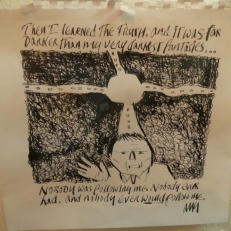 Then I learned the truth, and it was far
darker than my very darkest fantasies...
Nobody was following me. Nobody ever
had. and nobody ever would follow me.